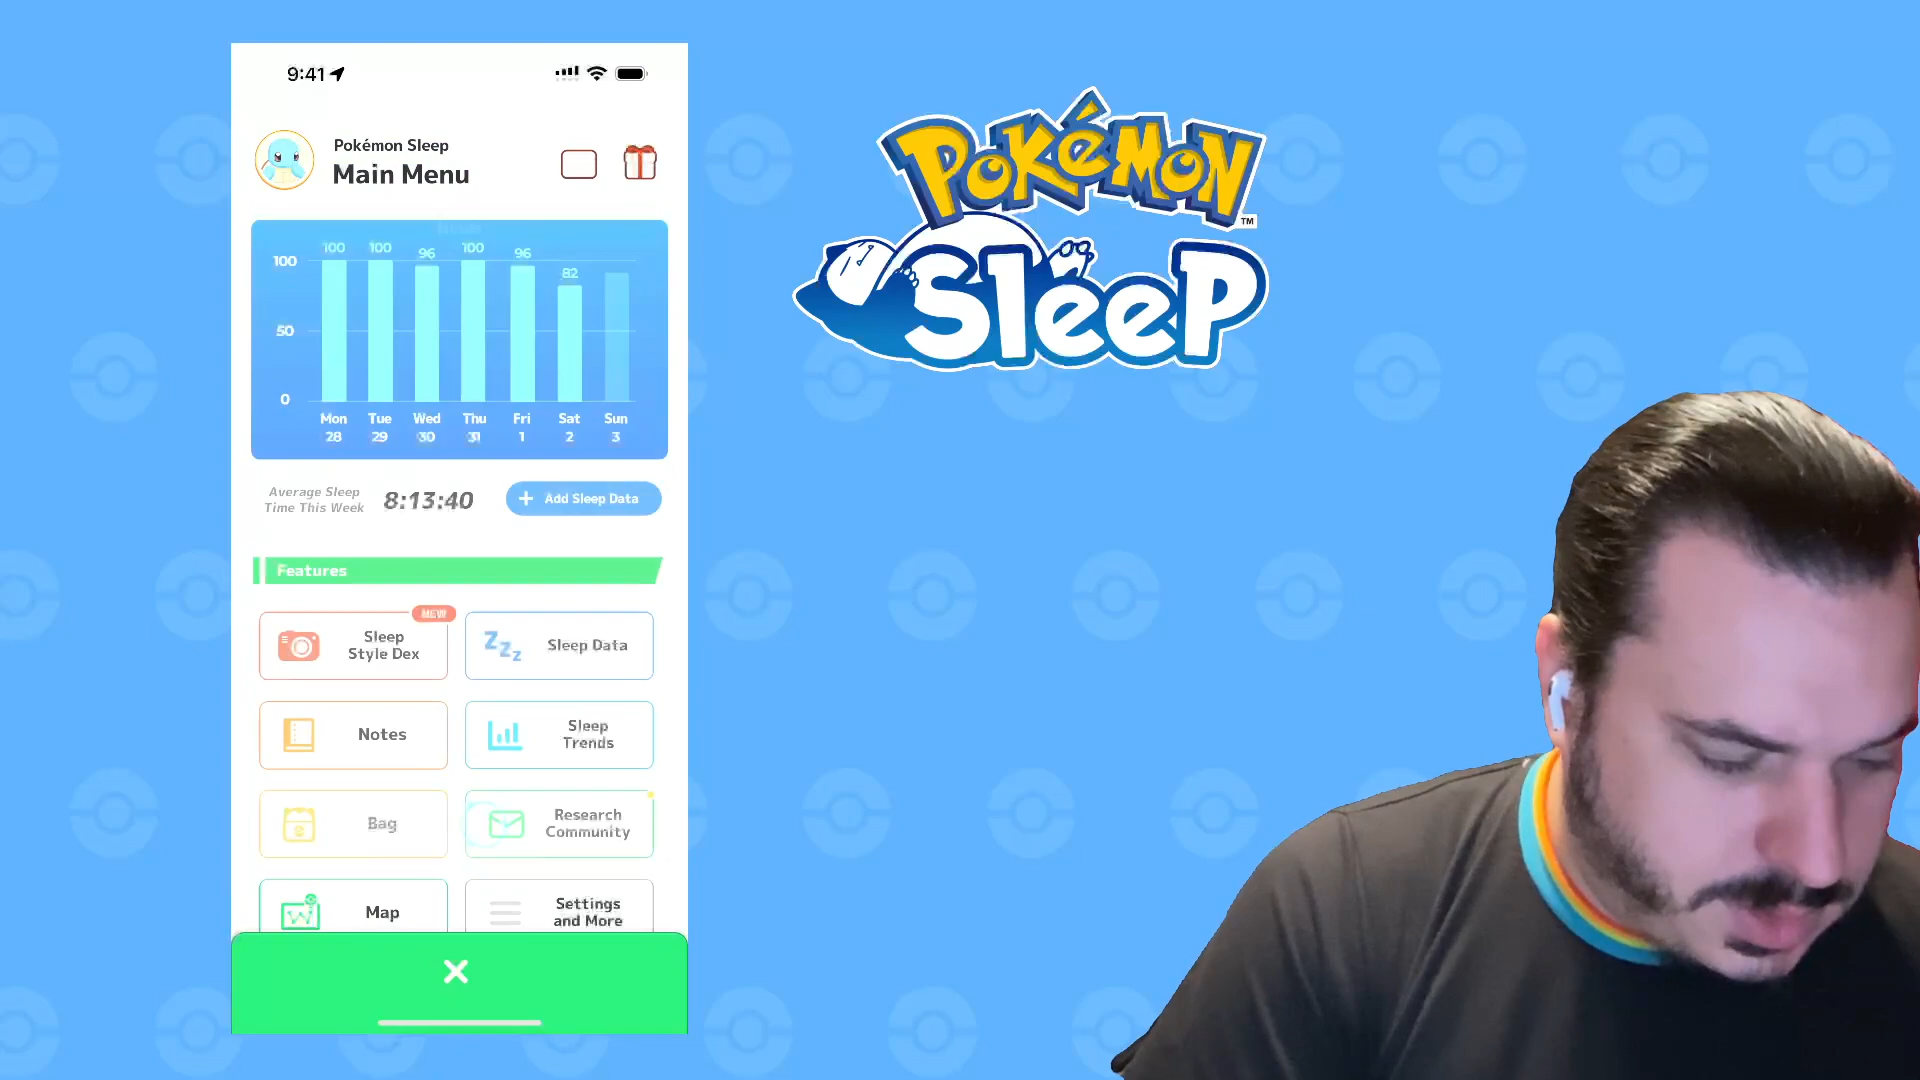 9:41
Pokémon Sleep
Main Menu
100 100 96 100 96 82
100
50
0
Mon Tue Wed Thu Fri Sat Sun
28 29 30 31 1 2 3
Average Sleep
Time This Week
8:13:40
+ Add Sleep Data
Features
NEW
Sleep
Style Dex
Zzz
Sleep Data
Notes
Sleep
Trends
Bag
Research
Community
Map
Settings
and More
POKéMON
TM
Sleep